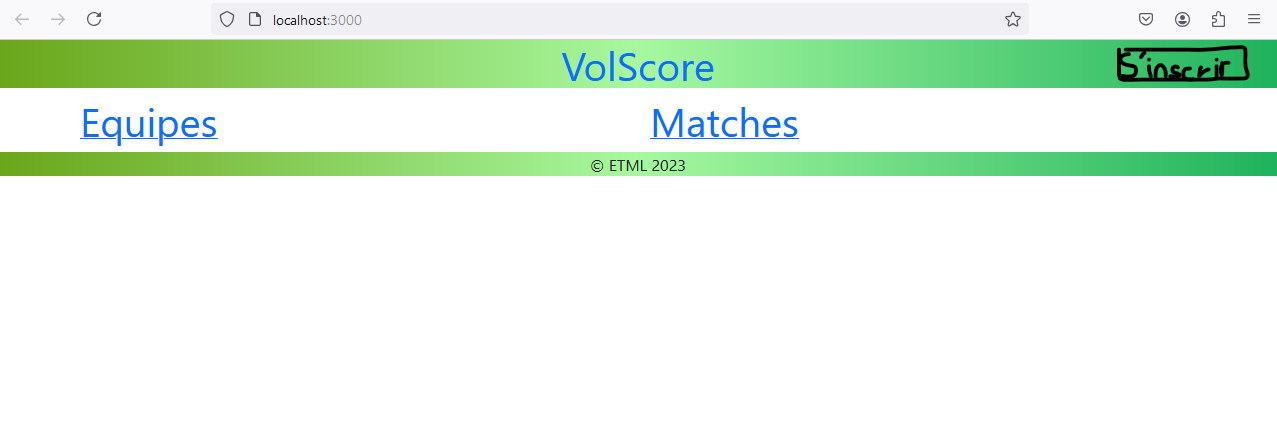 localhost:3000
VolScore
S'inscrir
Equipes
Matches
© ETML 2023